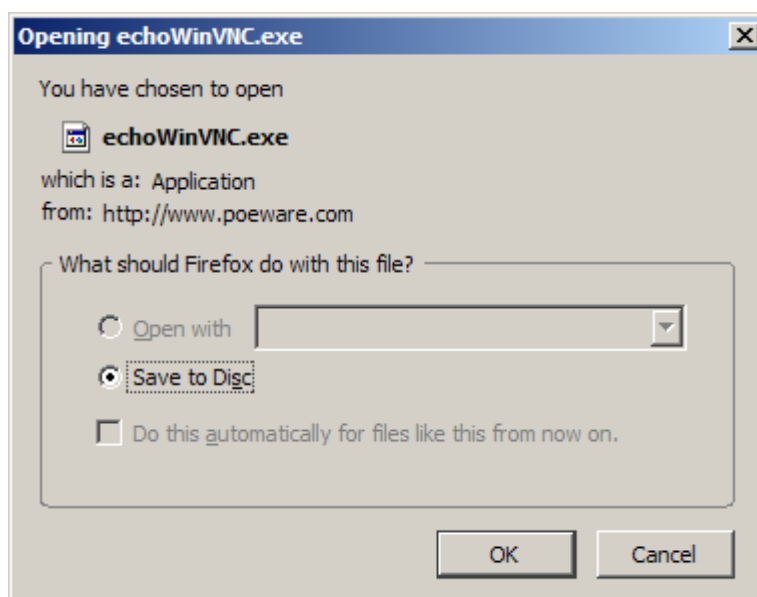 Opening echoWinVNC.exe
You have chosen to open
echoWinVNC.exe
which is a: Application
from: http://www.poeware.com
What should Firefox do with this file?
Open with
Save to Disc
Do this automatically for files like this from now on.
OK Cancel